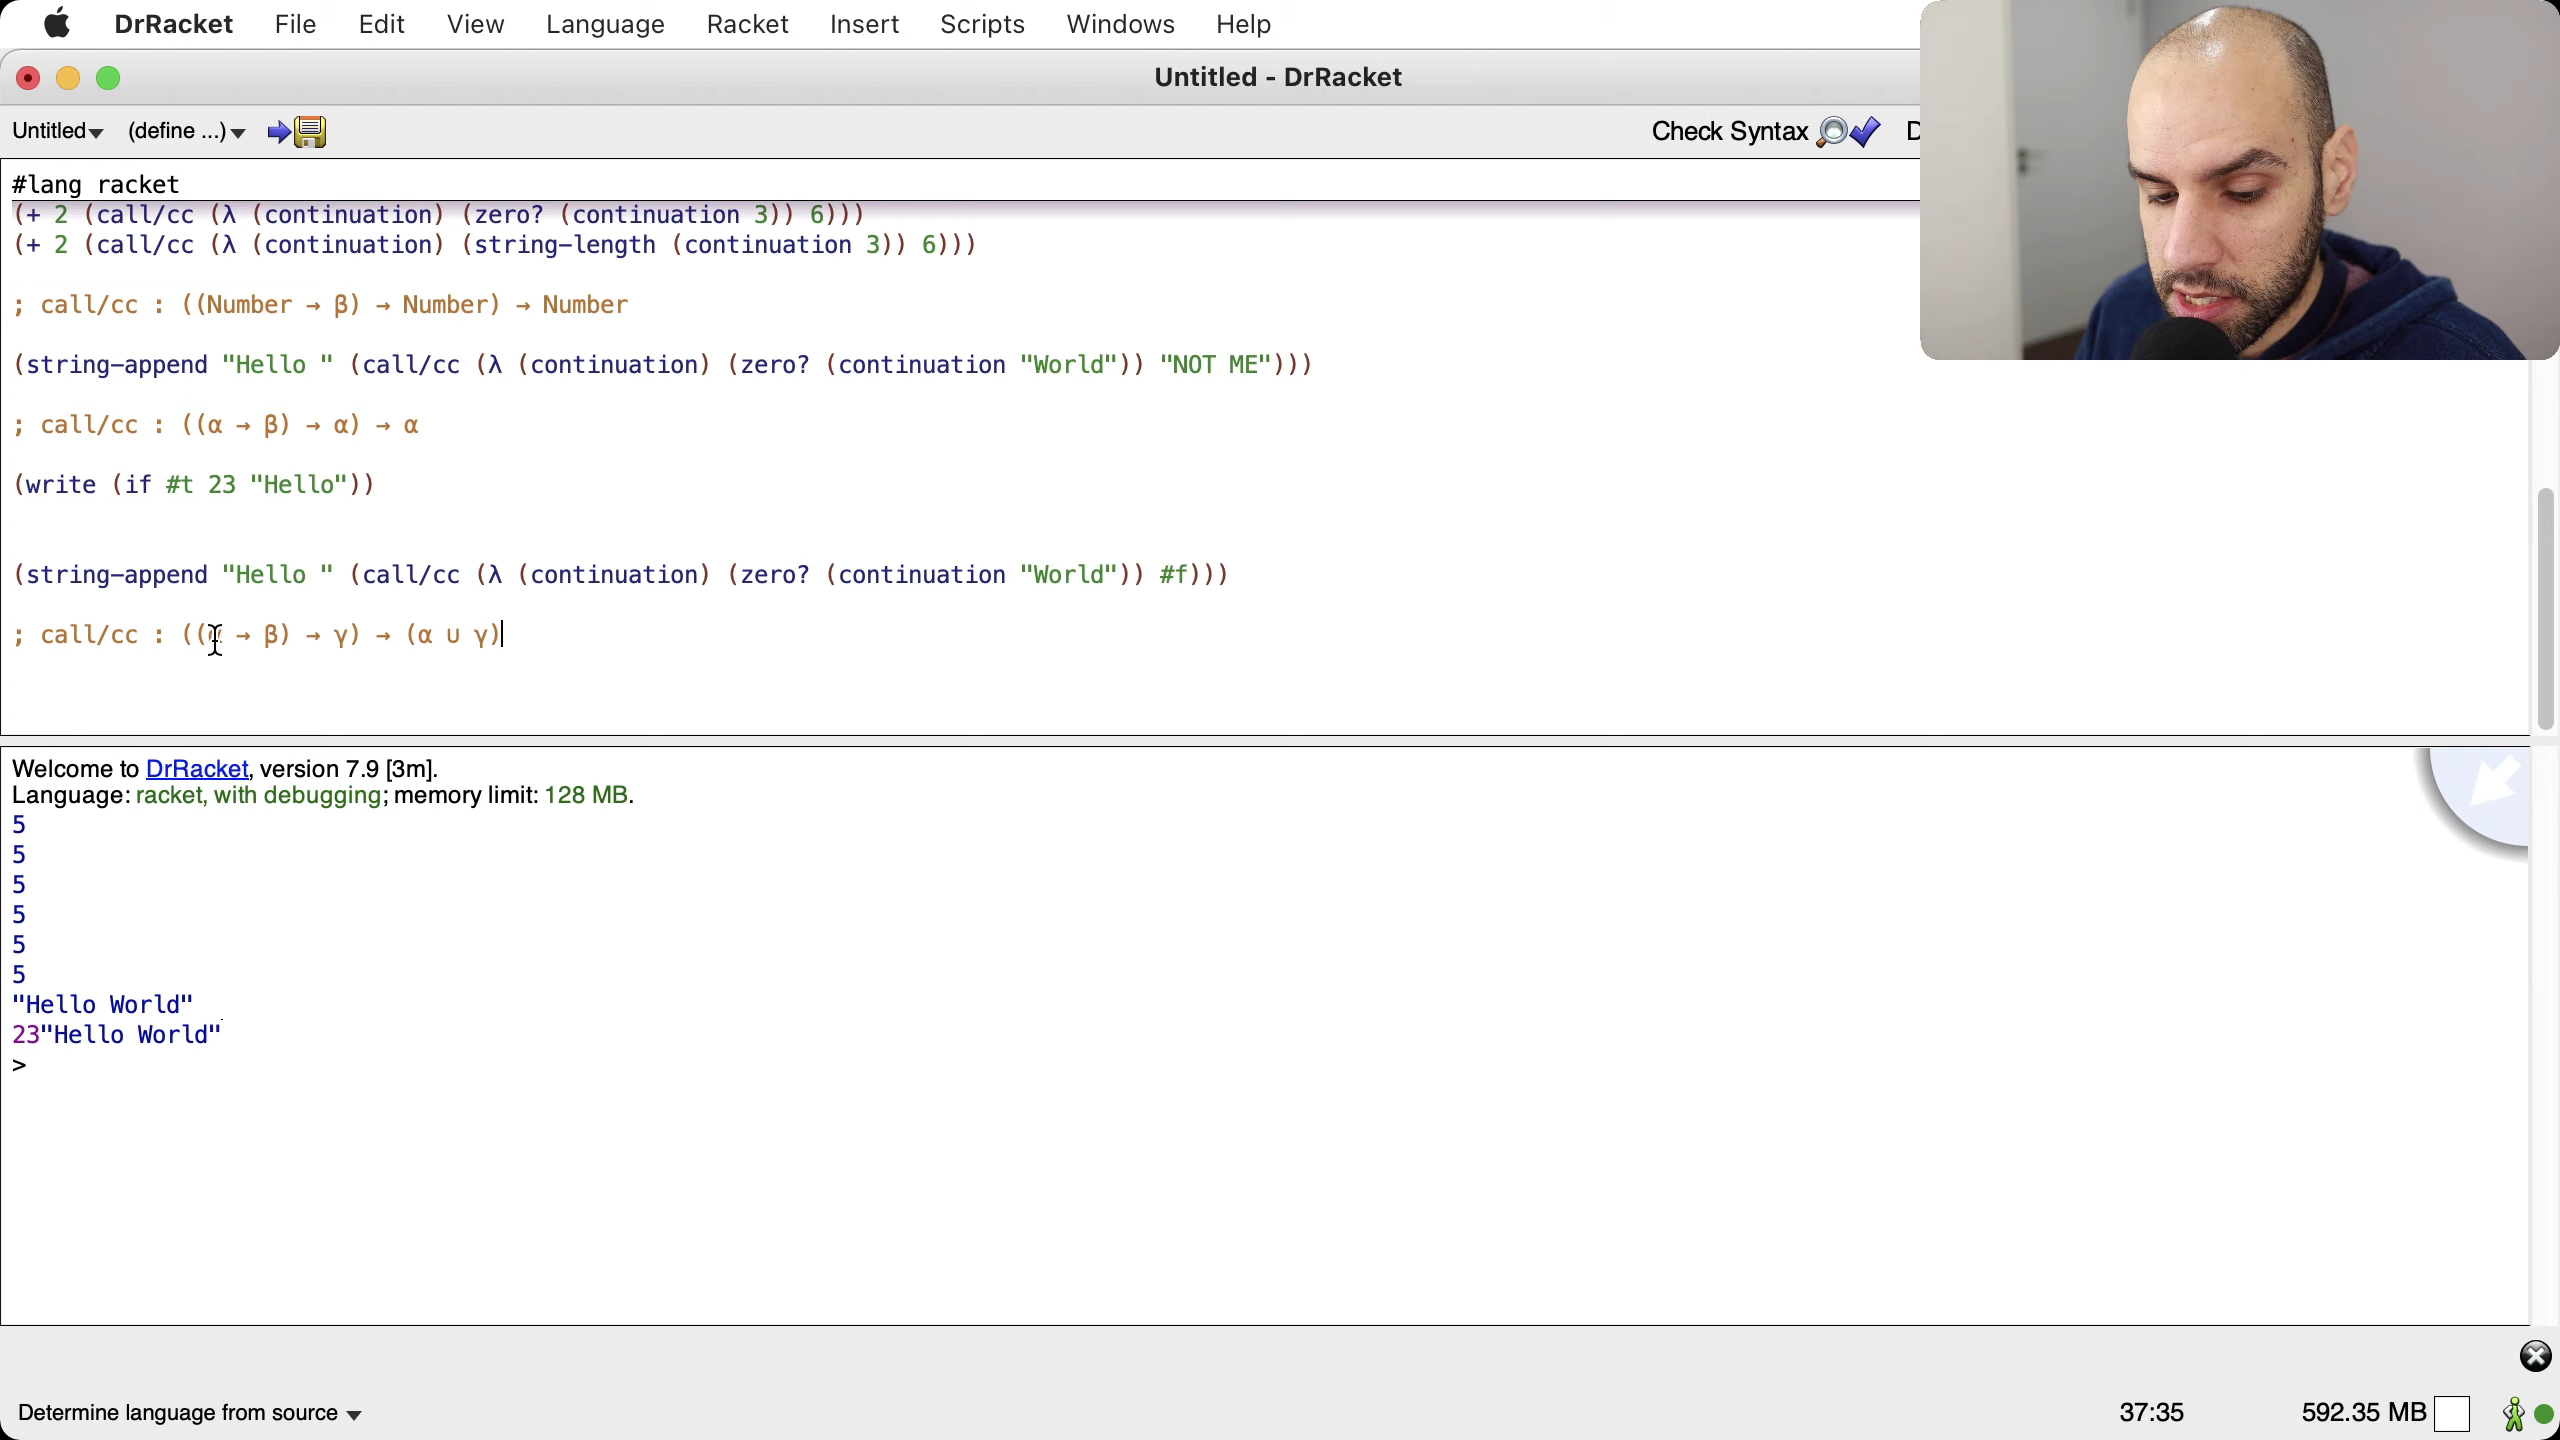 DrRacket File Edit View Language Racket Insert Scripts Windows Help
Untitled - DrRacket
Untitled (define ...) Check Syntax
#lang racket
(+ 2 (call/cc (λ (continuation) (zero? (continuation 3)) 6)))
(+ 2 (call/cc (λ (continuation) (string-length (continuation 3)) 6)))
; call/cc : ((Number → β) → Number) → Number
(string-append "Hello " (call/cc (λ (continuation) (zero? (continuation "World")) "NOT ME")))
; call/cc : ((α → β) → α) → α
(write (if #t 23 "Hello"))
(string-append "Hello " (call/cc (λ (continuation) (zero? (continuation "World")) #f)))
; call/cc : ((α → β) → γ) → (α ∪ γ)
Welcome to DrRacket, version 7.9 [3m].
Language: racket, with debugging; memory limit: 128 MB.
5
5
5
5
5
5
"Hello World"
23"Hello World"
>
Determine language from source 37:35 592.35 MB